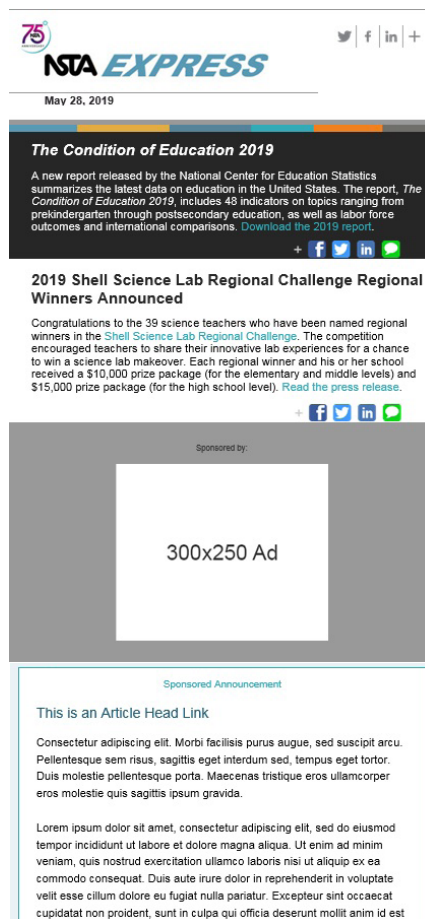 75
NSTA
NSTA EXPRESS
May 28, 2019
The Condition of Education 2019
A new report released by the National Center for Education Statistics
summarizes the latest data on education in the United States. The report, The
Condition of Education 2019, includes 48 indicators on topics ranging from
prekindergarten through postsecondary education, as well as labor force
outcomes and international comparisons. Download the 2019 report.
2019 Shell Science Lab Regional Challenge Regional
Winners Announced
Congratulations to the 39 science teachers who have been named regional
winners in the Shell Science Lab Regional Challenge. The competition
encouraged teachers to share their innovative lab experiences for a chance
to win a science lab makeover. Each regional winner and his or her school
received a $10,000 prize package (for the elementary and middle levels) and
$15,000 prize package (for the high school level). Read the press release.
Sponsored by:
300x250 Ad
Sponsored Announcement
This is an Article Head Link
Consectetur adipiscing elit. Morbi facilisis purus augue, sed suscipit arcu.
Pellentesque sem risus, sagittis eget interdum sed, tempus eget tortor.
Duis molestie pellentesque porta. Maecenas tristique eros ullamcorper
eros molestie quis sagittis ipsum gravida.
Lorem ipsum dolor sit amet, consectetur adipiscing elit, sed do eiusmod
tempor incididunt ut labore et dolore magna aliqua. Ut enim ad minim
veniam, quis nostrud exercitation ullamco laboris nisi ut aliquip ex ea
commodo consequat. Duis aute irure dolor in reprehenderit in voluptate
velit esse cillum dolore eu fugiat nulla pariatur. Excepteur sint occaecat
cupidatat non proident, sunt in culpa qui officia deserunt mollit anim id est